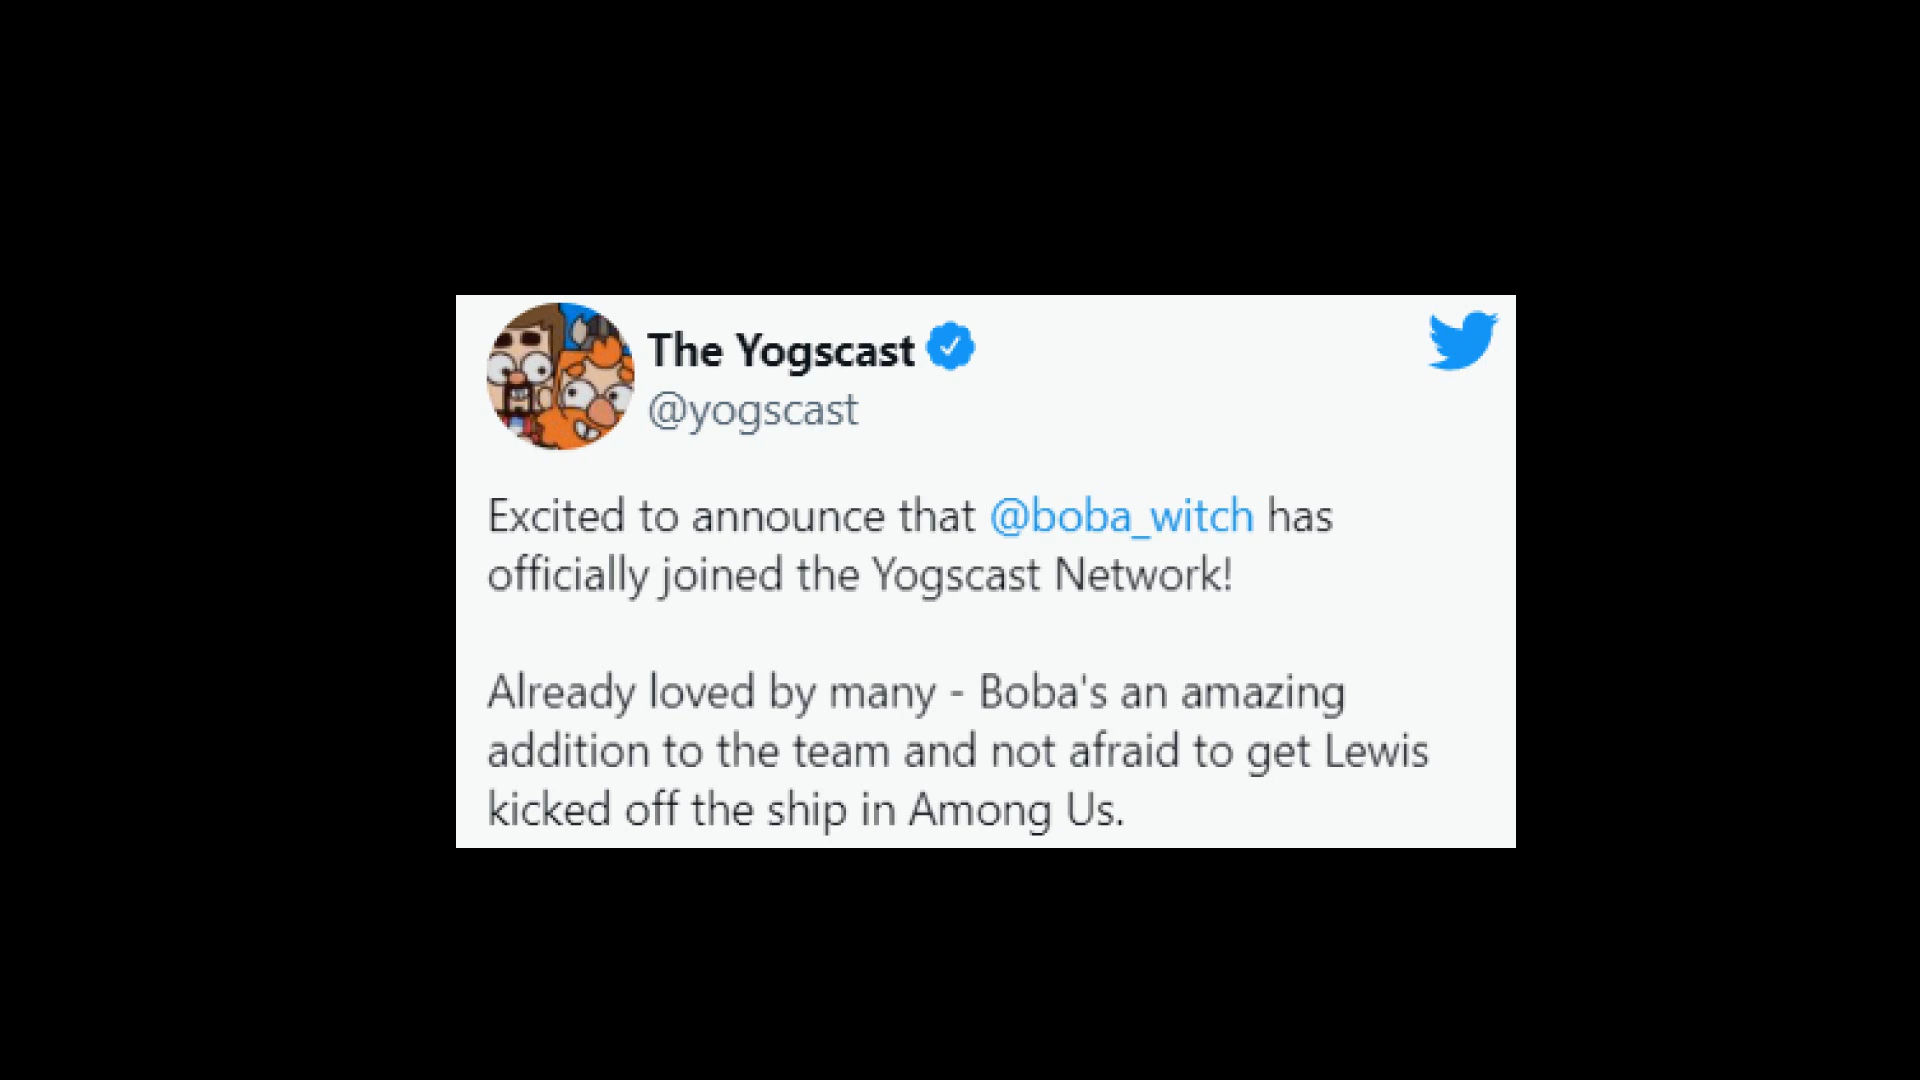 The Yogscast
@yogscast
Excited to announce that @boba_witch has
officially joined the Yogscast Network!
Already loved by many - Boba's an amazing
addition to the team and not afraid to get Lewis
kicked off the ship in Among Us.